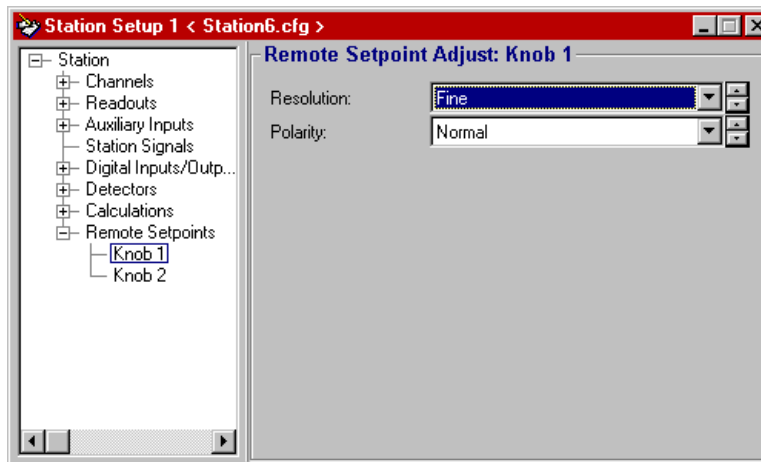 Station Setup 1 < Station6.cfg >
Station
Channels
Readouts
Auxiliary Inputs
Station Signals
Digital Inputs/Outp...
Detectors
Calculations
Remote Setpoints
Knob 1
Knob 2
Remote Setpoint Adjust: Knob 1
Resolution: Fine
Polarity: Normal